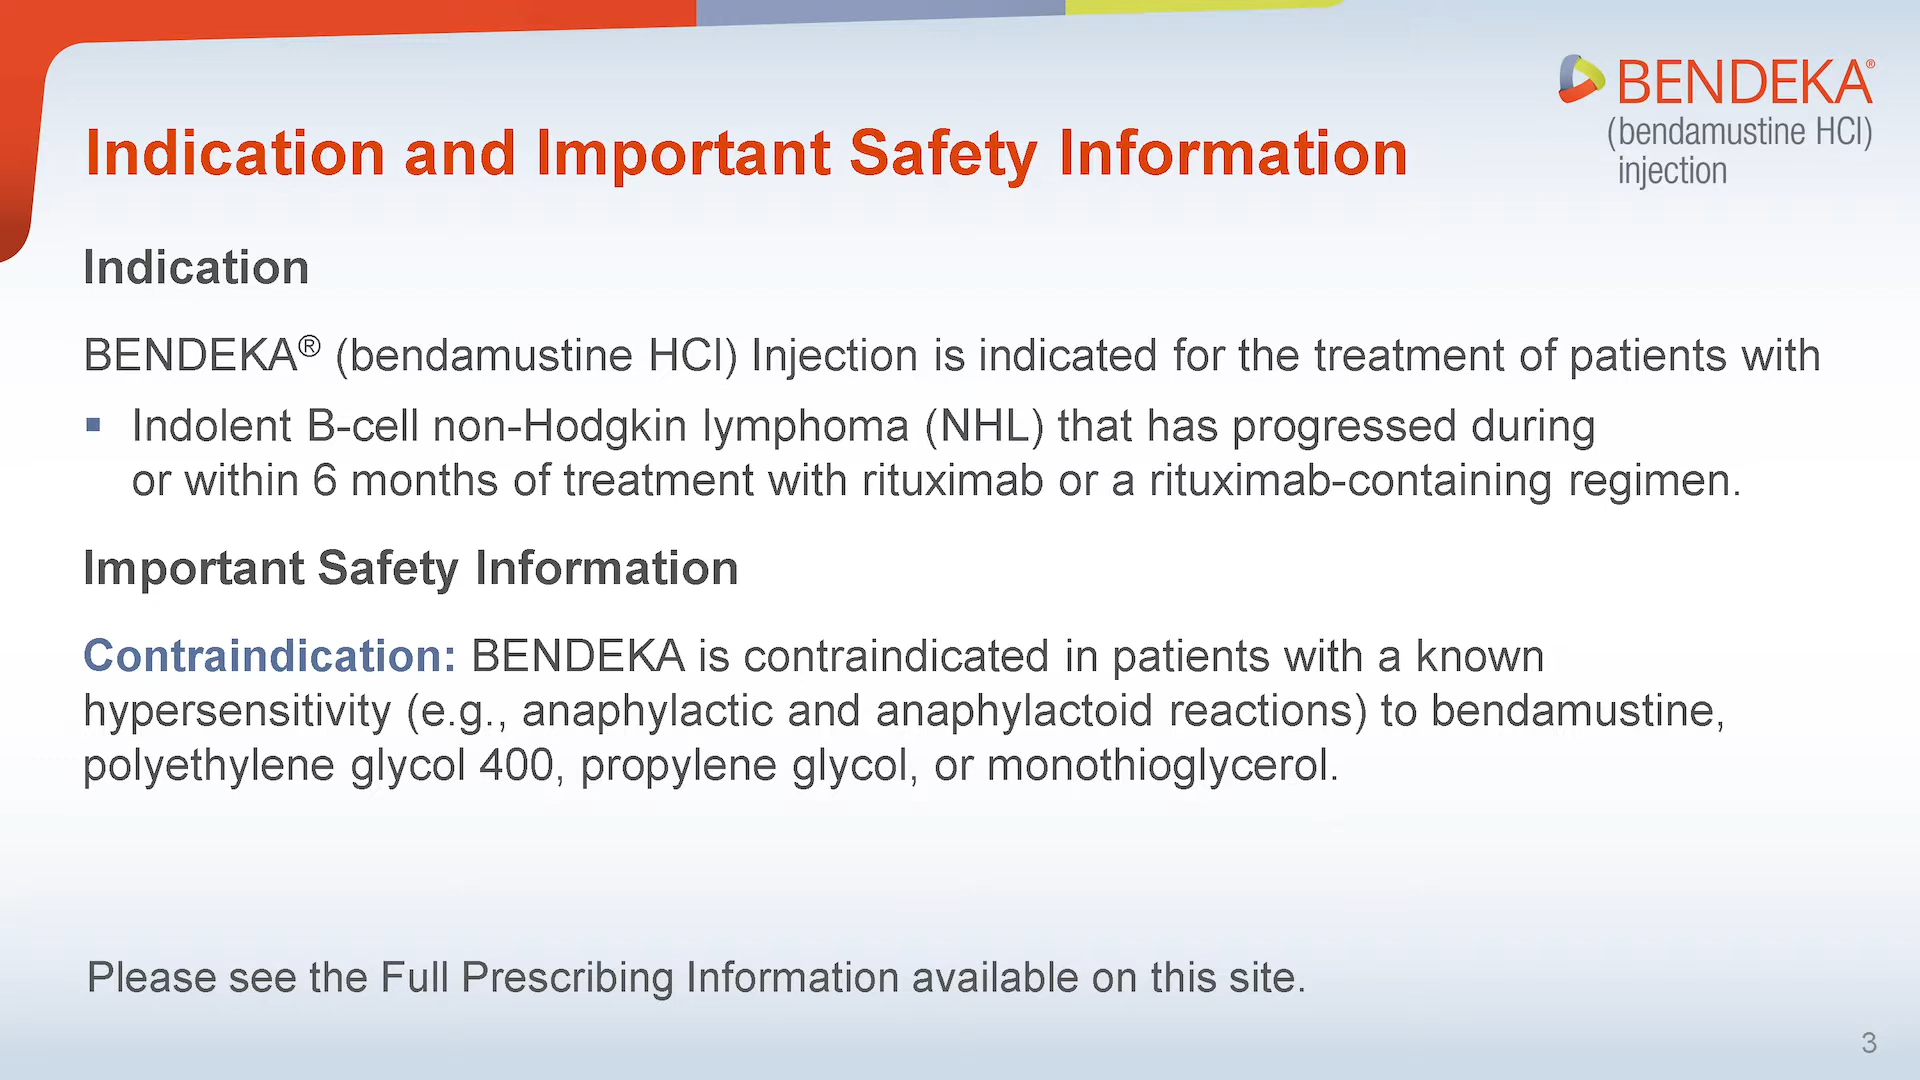 BENDEKA®
(bendamustine HCl)
injection
Indication and Important Safety Information
Indication
BENDEKA® (bendamustine HCl) Injection is indicated for the treatment of patients with
▪ Indolent B-cell non-Hodgkin lymphoma (NHL) that has progressed during
or within 6 months of treatment with rituximab or a rituximab-containing regimen.
Important Safety Information
Contraindication: BENDEKA is contraindicated in patients with a known
hypersensitivity (e.g., anaphylactic and anaphylactoid reactions) to bendamustine,
polyethylene glycol 400, propylene glycol, or monothioglycerol.
Please see the Full Prescribing Information available on this site.
3